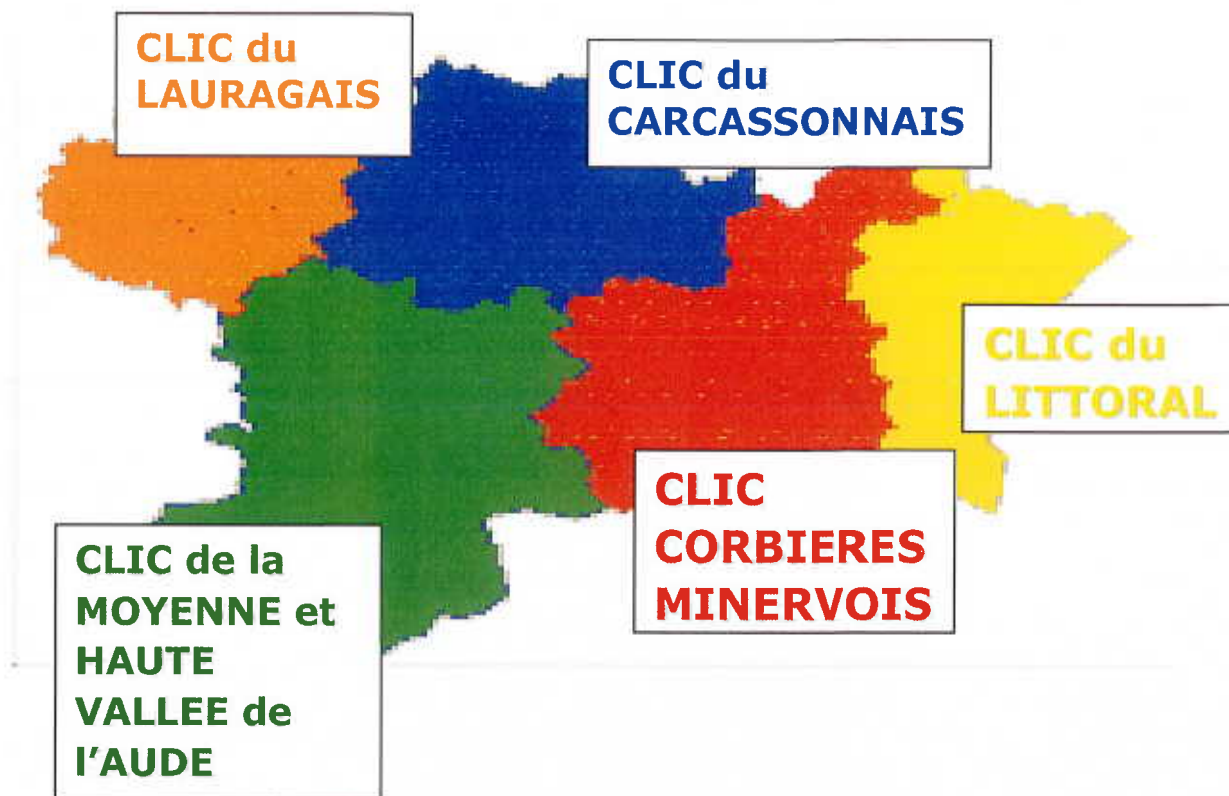 CLIC du
LAURAGAIS
CLIC du
CARCASSONNAIS
CLIC du
LITTORAL
CLIC
CORBIERES
MINERVOIS
CLIC de la
MOYENNE et
HAUTE
VALLEE de
l'AUDE